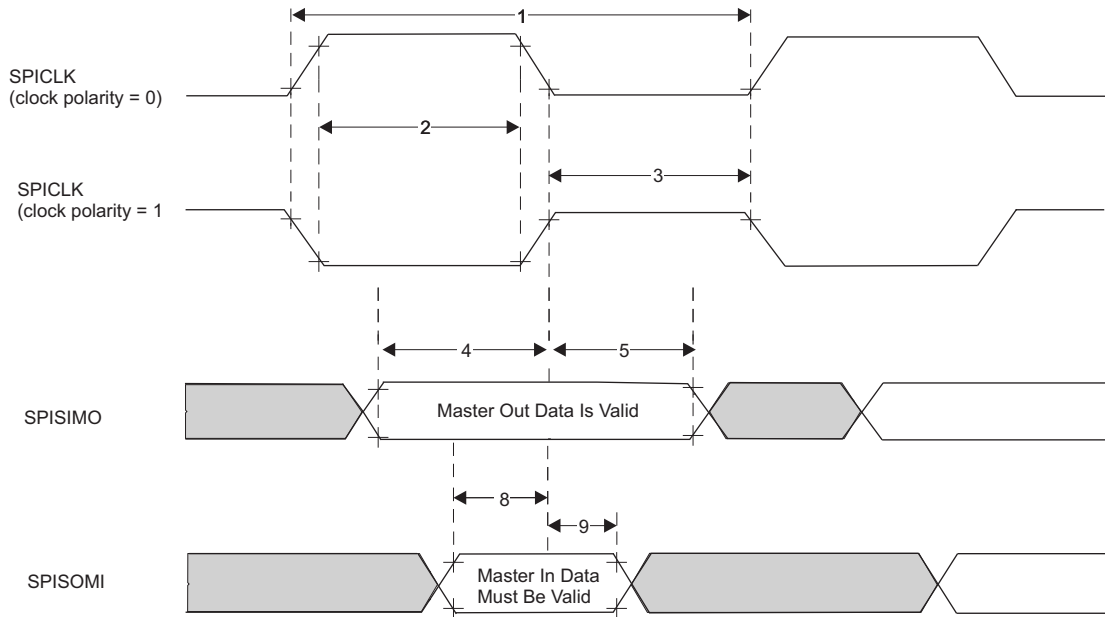 1
SPICLK
(clock polarity = 0)
2
3
SPICLK
(clock polarity = 1
4
5
SPISIMO
Master Out Data Is Valid
8
9
SPISOMI
Master In Data
Must Be Valid